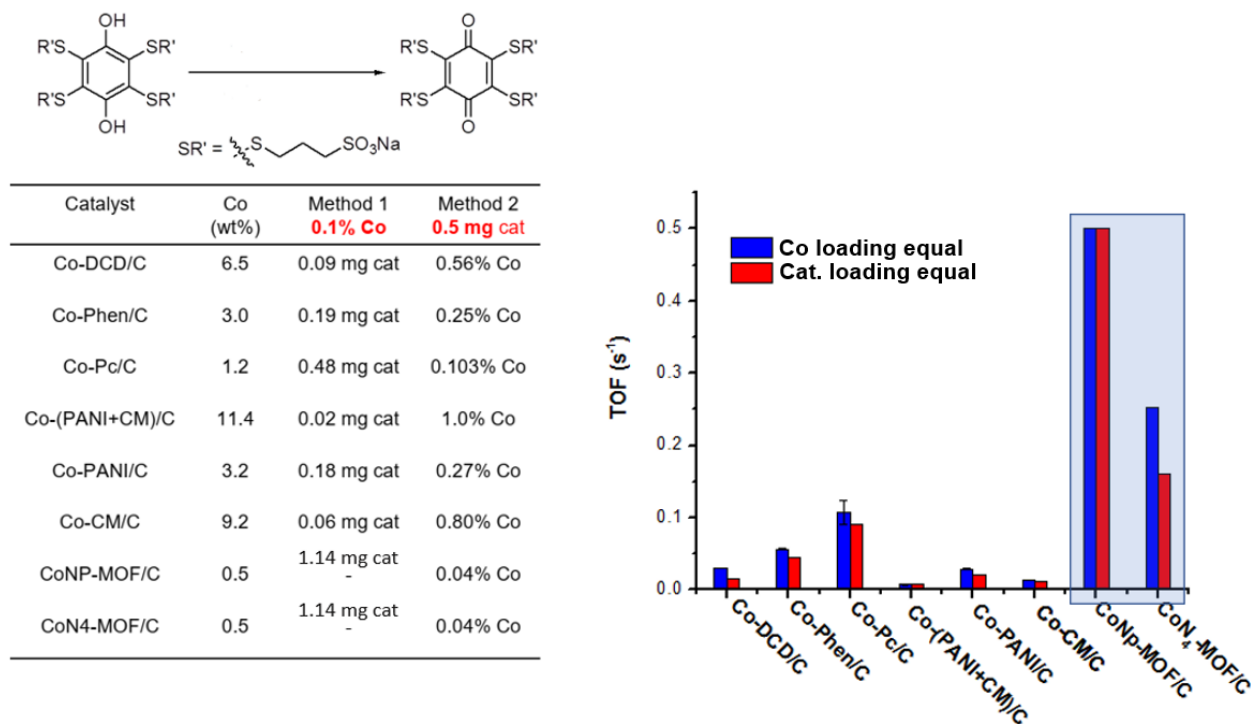 OH
R'S
SR'
R'S
SR'
OH
O
R'S
SR'
R'S
SR'
O
SR' = S SO₃Na
Catalyst Co (wt%) Method 1 0.1% Co Method 2 0.5 mg cat
Co-DCD/C 6.5 0.09 mg cat 0.56% Co
Co-Phen/C 3.0 0.19 mg cat 0.25% Co
Co-Pc/C 1.2 0.48 mg cat 0.103% Co
Co-(PANI+CM)/C 11.4 0.02 mg cat 1.0% Co
Co-PANI/C 3.2 0.18 mg cat 0.27% Co
Co-CM/C 9.2 0.06 mg cat 0.80% Co
CoNP-MOF/C 0.5 1.14 mg cat - 0.04% Co
CoN4-MOF/C 0.5 1.14 mg cat - 0.04% Co
Co loading equal
Cat. loading equal
TOF (s⁻¹)
0.5
0.4
0.3
0.2
0.1
0.0
Co-DCD/C
Co-Phen/C
Co-Pc/C
Co-(PANI+CM)/C
Co-PANI/C
Co-CM/C
CoNp-MOF/C
CoN₄-MOF/C